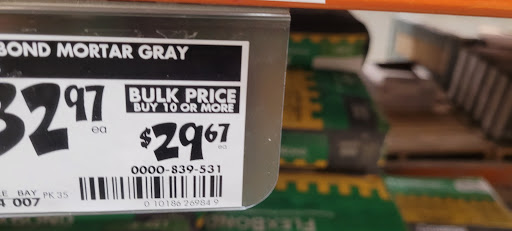 BOND MORTAR GRAY
32 97 ea
BULK PRICE
BUY 10 OR MORE
$29 67 ea
0000-839-531
BAY PK 35
007
0 10186 26984 9
FLEXBOND